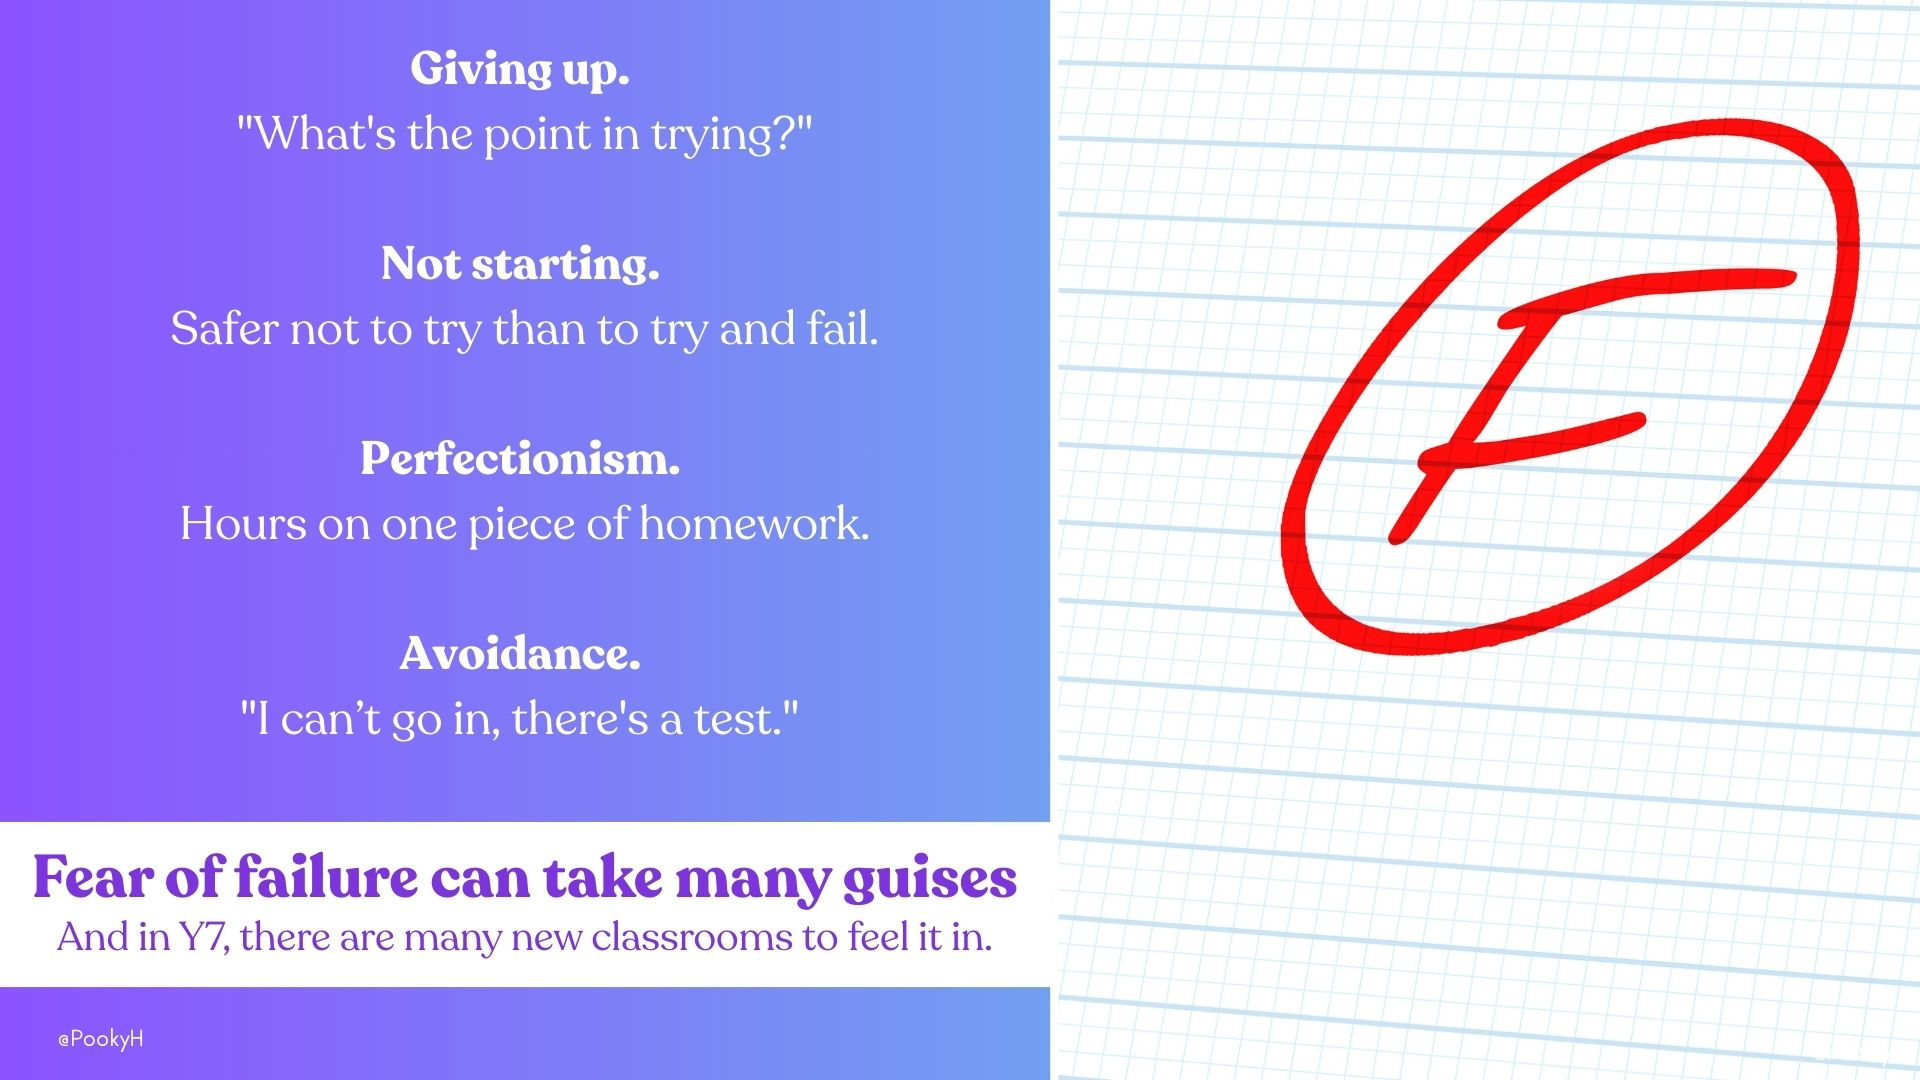 Giving up.
"What's the point in trying?"
Not starting.
Safer not to try than to try and fail.
Perfectionism.
Hours on one piece of homework.
Avoidance.
"I can’t go in, there's a test."
Fear of failure can take many guises
And in Y7, there are many new classrooms to feel it in.
@PookyH
F